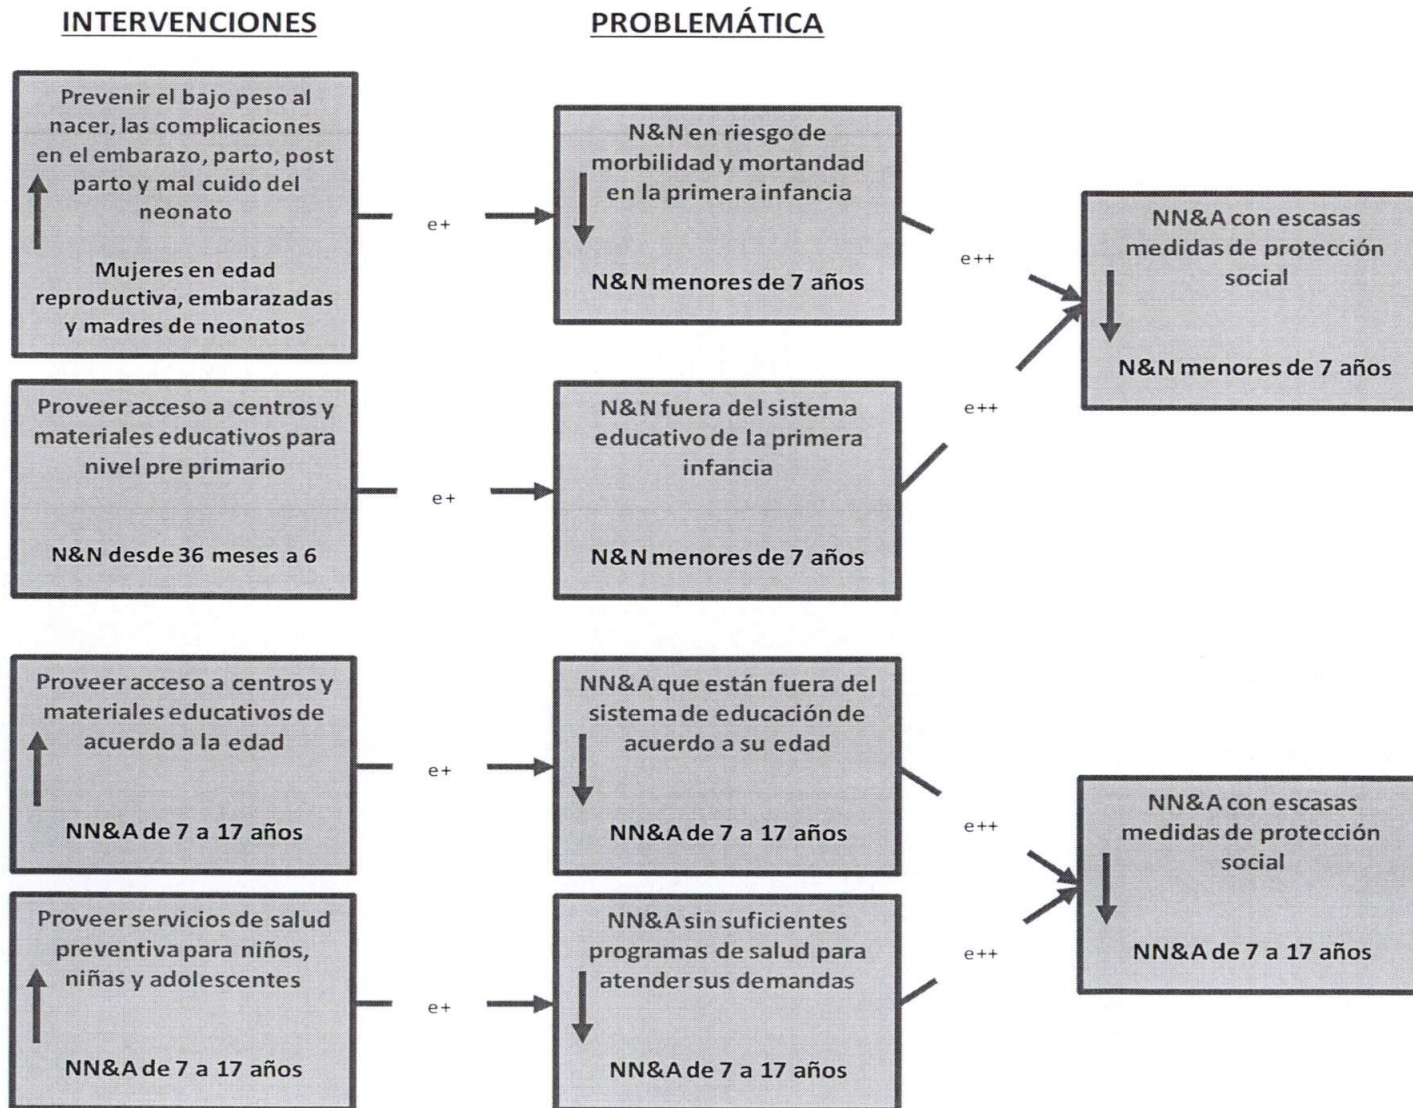 INTERVENCIONES
PROBLEMÁTICA
Prevenir el bajo peso al
nacer, las complicaciones
en el embarazo, parto, post
parto y mal cuido del
neonato
Mujeres en edad
reproductiva, embarazadas
y madres de neonatos
e+
N&N en riesgo de
morbilidad y mortandad
en la primera infancia
N&N menores de 7 años
e++
NN&A con escasas
medidas de protección
social
N&N menores de 7 años
Proveer acceso a centros y
materiales educativos para
nivel pre primario
N&N desde 36 meses a 6
e+
N&N fuera del sistema
educativo de la primera
infancia
N&N menores de 7 años
e++
Proveer acceso a centros y
materiales educativos de
acuerdo a la edad
NN&A de 7 a 17 años
e+
NN&A que están fuera del
sistema de educación de
acuerdo a su edad
NN&A de 7 a 17 años
e++
NN&A con escasas
medidas de protección
social
NN&A de 7 a 17 años
Proveer servicios de salud
preventiva para niños,
niñas y adolescentes
NN&A de 7 a 17 años
e+
NN&A sin suficientes
programas de salud para
atender sus demandas
NN&A de 7 a 17 años
e++